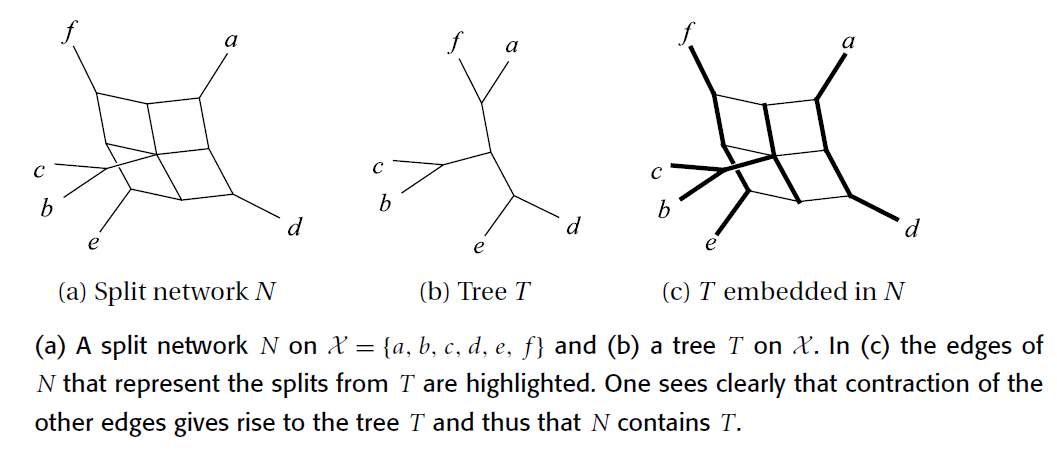 f a f a f a
c c c
b b b
e d e d e d
(a) Split network N (b) Tree T (c) T embedded in N
(a) A split network N on 𝒳 = {a, b, c, d, e, f} and (b) a tree T on 𝒳. In (c) the edges of
N that represent the splits from T are highlighted. One sees clearly that contraction of the
other edges gives rise to the tree T and thus that N contains T.